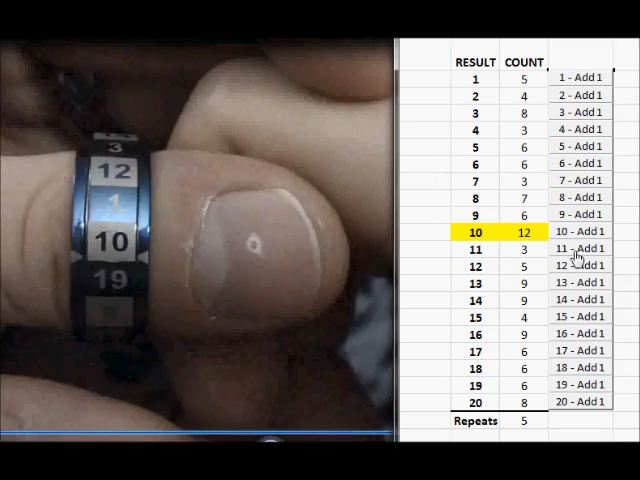 3
12
1
10
19
RESULT COUNT
1 5 1 - Add 1
2 4 2 - Add 1
3 8 3 - Add 1
4 3 4 - Add 1
5 6 5 - Add 1
6 6 6 - Add 1
7 3 7 - Add 1
8 7 8 - Add 1
9 6 9 - Add 1
10 12 10 - Add 1
11 3 11 - Add 1
12 5 12 - Add 1
13 9 13 - Add 1
14 9 14 - Add 1
15 4 15 - Add 1
16 9 16 - Add 1
17 6 17 - Add 1
18 6 18 - Add 1
19 6 19 - Add 1
20 8 20 - Add 1
Repeats 5